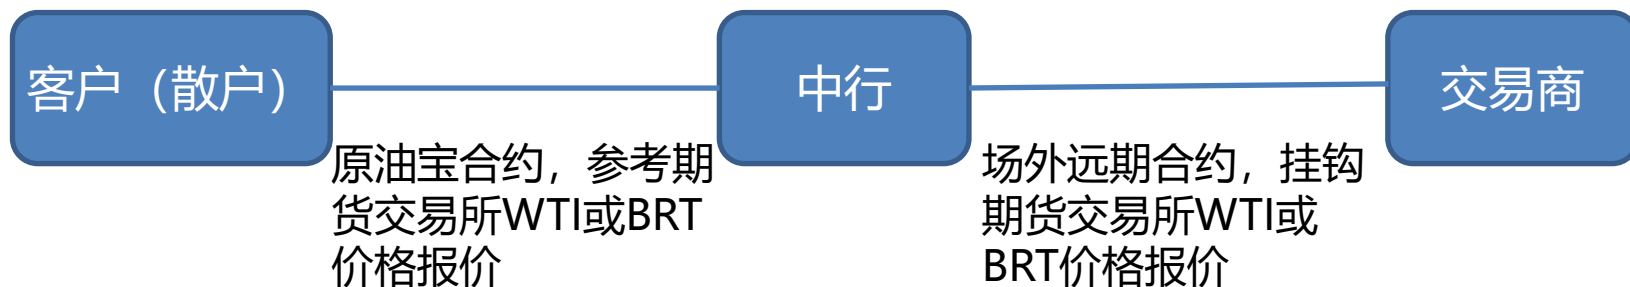 客户（散户）
中行
交易商
原油宝合约，参考期
货交易所WTI或BRT
价格报价
场外远期合约，挂钩
期货交易所WTI或
BRT价格报价